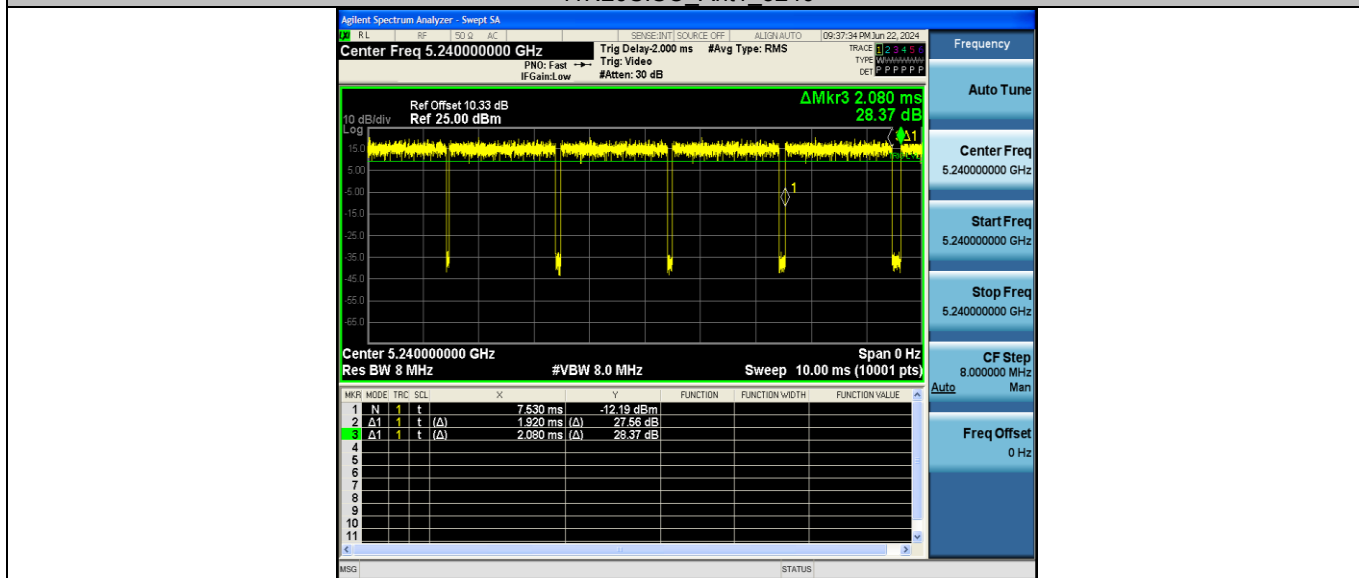 Agilent Spectrum Analyzer - Swept SA
RL RF 50 Ω AC SENSE:INT SOURCE OFF ALIGNAUTO 09:37:34 PM Jun 22, 2024
Center Freq 5.240000000 GHz
Trig Delay-2.000 ms #Avg Type: RMS
TRACE 1 2 3 4 5 6
PNO: Fast
Trig: Video
TYPE
IFGain:Low
#Atten: 30 dB
DET P P P P P P
Frequency
Auto Tune
Center Freq
5.240000000 GHz
Start Freq
5.240000000 GHz
Stop Freq
5.240000000 GHz
CF Step
8.000000 MHz
Auto Man
Freq Offset
0 Hz
ΔMkr3 2.080 ms
28.37 dB
Ref Offset 10.33 dB
10 dB/div Ref 25.00 dBm
Log
15.0
5.00
-5.00
-15.0
-25.0
-35.0
-45.0
-55.0
-65.0
Δ1
1
Center 5.240000000 GHz Span 0 Hz
Res BW 8 MHz #VBW 8.0 MHz Sweep 10.00 ms (10001 pts)
MKR MODE TRC SCL X Y FUNCTION FUNCTION WIDTH FUNCTION VALUE
1 N 1 t 7.530 ms -12.19 dBm
2 Δ1 1 t (Δ) 1.920 ms (Δ) 27.56 dB
3 Δ1 1 t (Δ) 2.080 ms (Δ) 28.37 dB
4
5
6
7
8
9
10
11
MSG STATUS